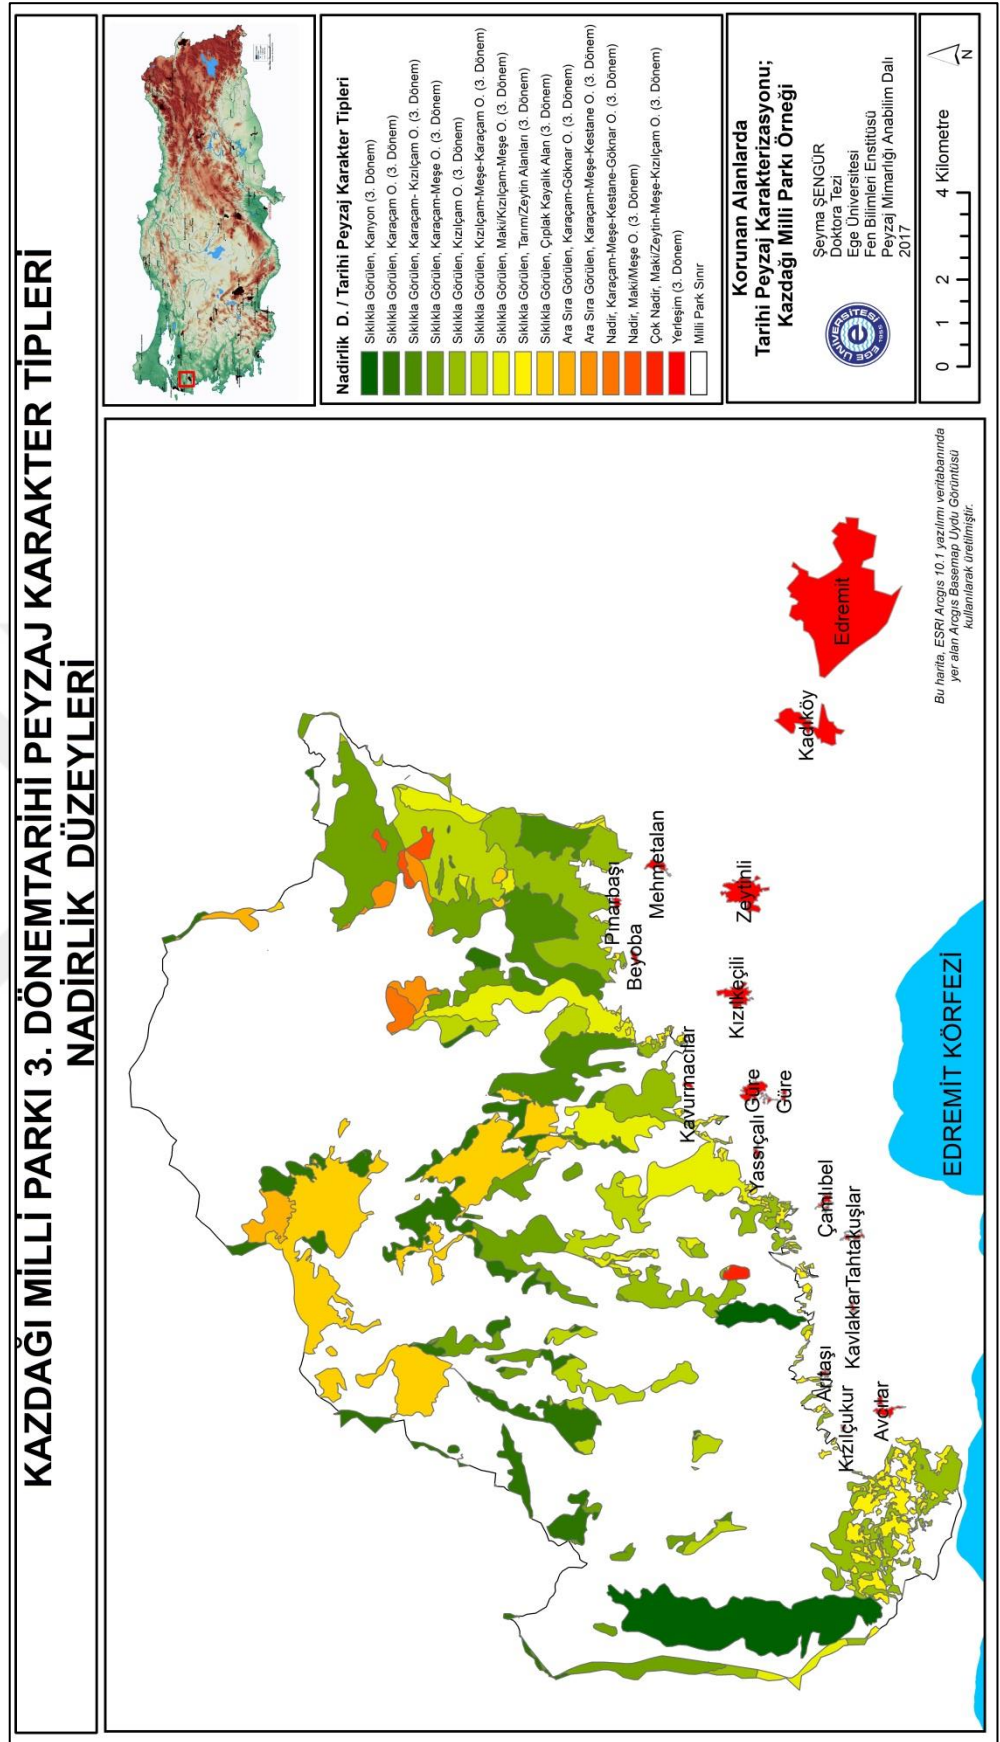 KAZDAĞI MİLLİ PARKI 3. DÖNEMTARİHİ PEYZAJ KARAKTER TİPLERİ
NADİRLİK DÜZEYLERİ
Pınarbaşı
Beyoba
Mehmetalan
Kavurmacılar
Kızılkeçili
Zeytinli
Kadıköy
Edremit
Yassıçalı
Güre
Güre
Çamlıbel
Tahtakuşlar
Kavlaklar
Arıtaşı
Kızılçukur
Avcılar
EDREMİT KÖRFEZİ
Bu harita, ESRI Arcgis 10.1 yazılımı veritabanında
yer alan Arcgis Basemap Uydu Görüntüsü
kullanılarak üretilmiştir.
Nadirlik D. / Tarihi Peyzaj Karakter Tipleri
Sıklıkla Görülen, Kanyon (3. Dönem)
Sıklıkla Görülen, Karaçam O. (3. Dönem)
Sıklıkla Görülen, Karaçam- Kızılçam O. (3. Dönem)
Sıklıkla Görülen, Karaçam-Meşe O. (3. Dönem)
Sıklıkla Görülen, Kızılçam O. (3. Dönem)
Sıklıkla Görülen, Kızılçam-Meşe-Karaçam O. (3. Dönem)
Sıklıkla Görülen, Maki/Kızılçam-Meşe O. (3. Dönem)
Sıklıkla Görülen, Tarım/Zeytin Alanları (3. Dönem)
Sıklıkla Görülen, Çıplak Kayalık Alan (3. Dönem)
Ara Sıra Görülen, Karaçam-Göknar O. (3. Dönem)
Ara Sıra Görülen, Karaçam-Meşe-Kestane O. (3. Dönem)
Nadir, Karaçam-Meşe-Kestane-Göknar O. (3. Dönem)
Nadir, Maki/Meşe O. (3. Dönem)
Çok Nadir, Maki/Zeytin-Meşe-Kızılçam O. (3. Dönem)
Yerleşim (3. Dönem)
Milli Park Sınır
Korunan Alanlarda
Tarihi Peyzaj Karakterizasyonu;
Kazdağı Milli Parkı Örneği
EGE ÜNİVERSİTESİ
1955
Şeyma ŞENGÜR
Doktora Tezi
Ege Üniversitesi
Fen Bilimleri Enstitüsü
Peyzaj Mimarlığı Anabilim Dalı
2017
0 1 2 4 Kilometre
N